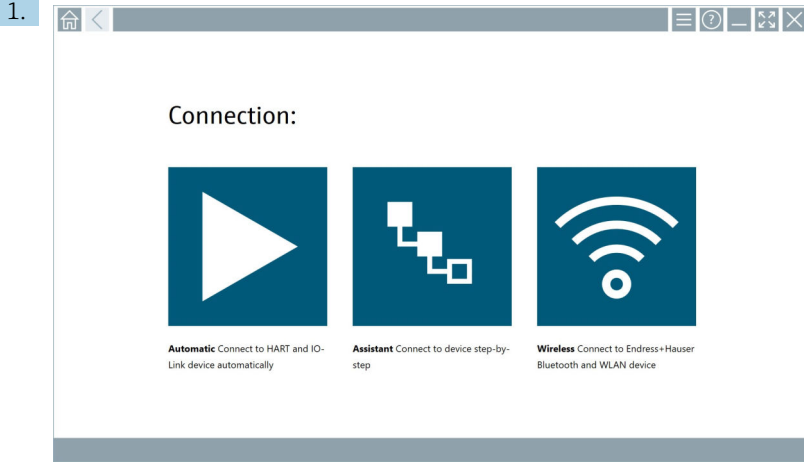 1.
?
Connection:
Automatic Connect to HART and IO-
Link device automatically
Assistant Connect to device step-by-
step
Wireless Connect to Endress+Hauser
Bluetooth and WLAN device